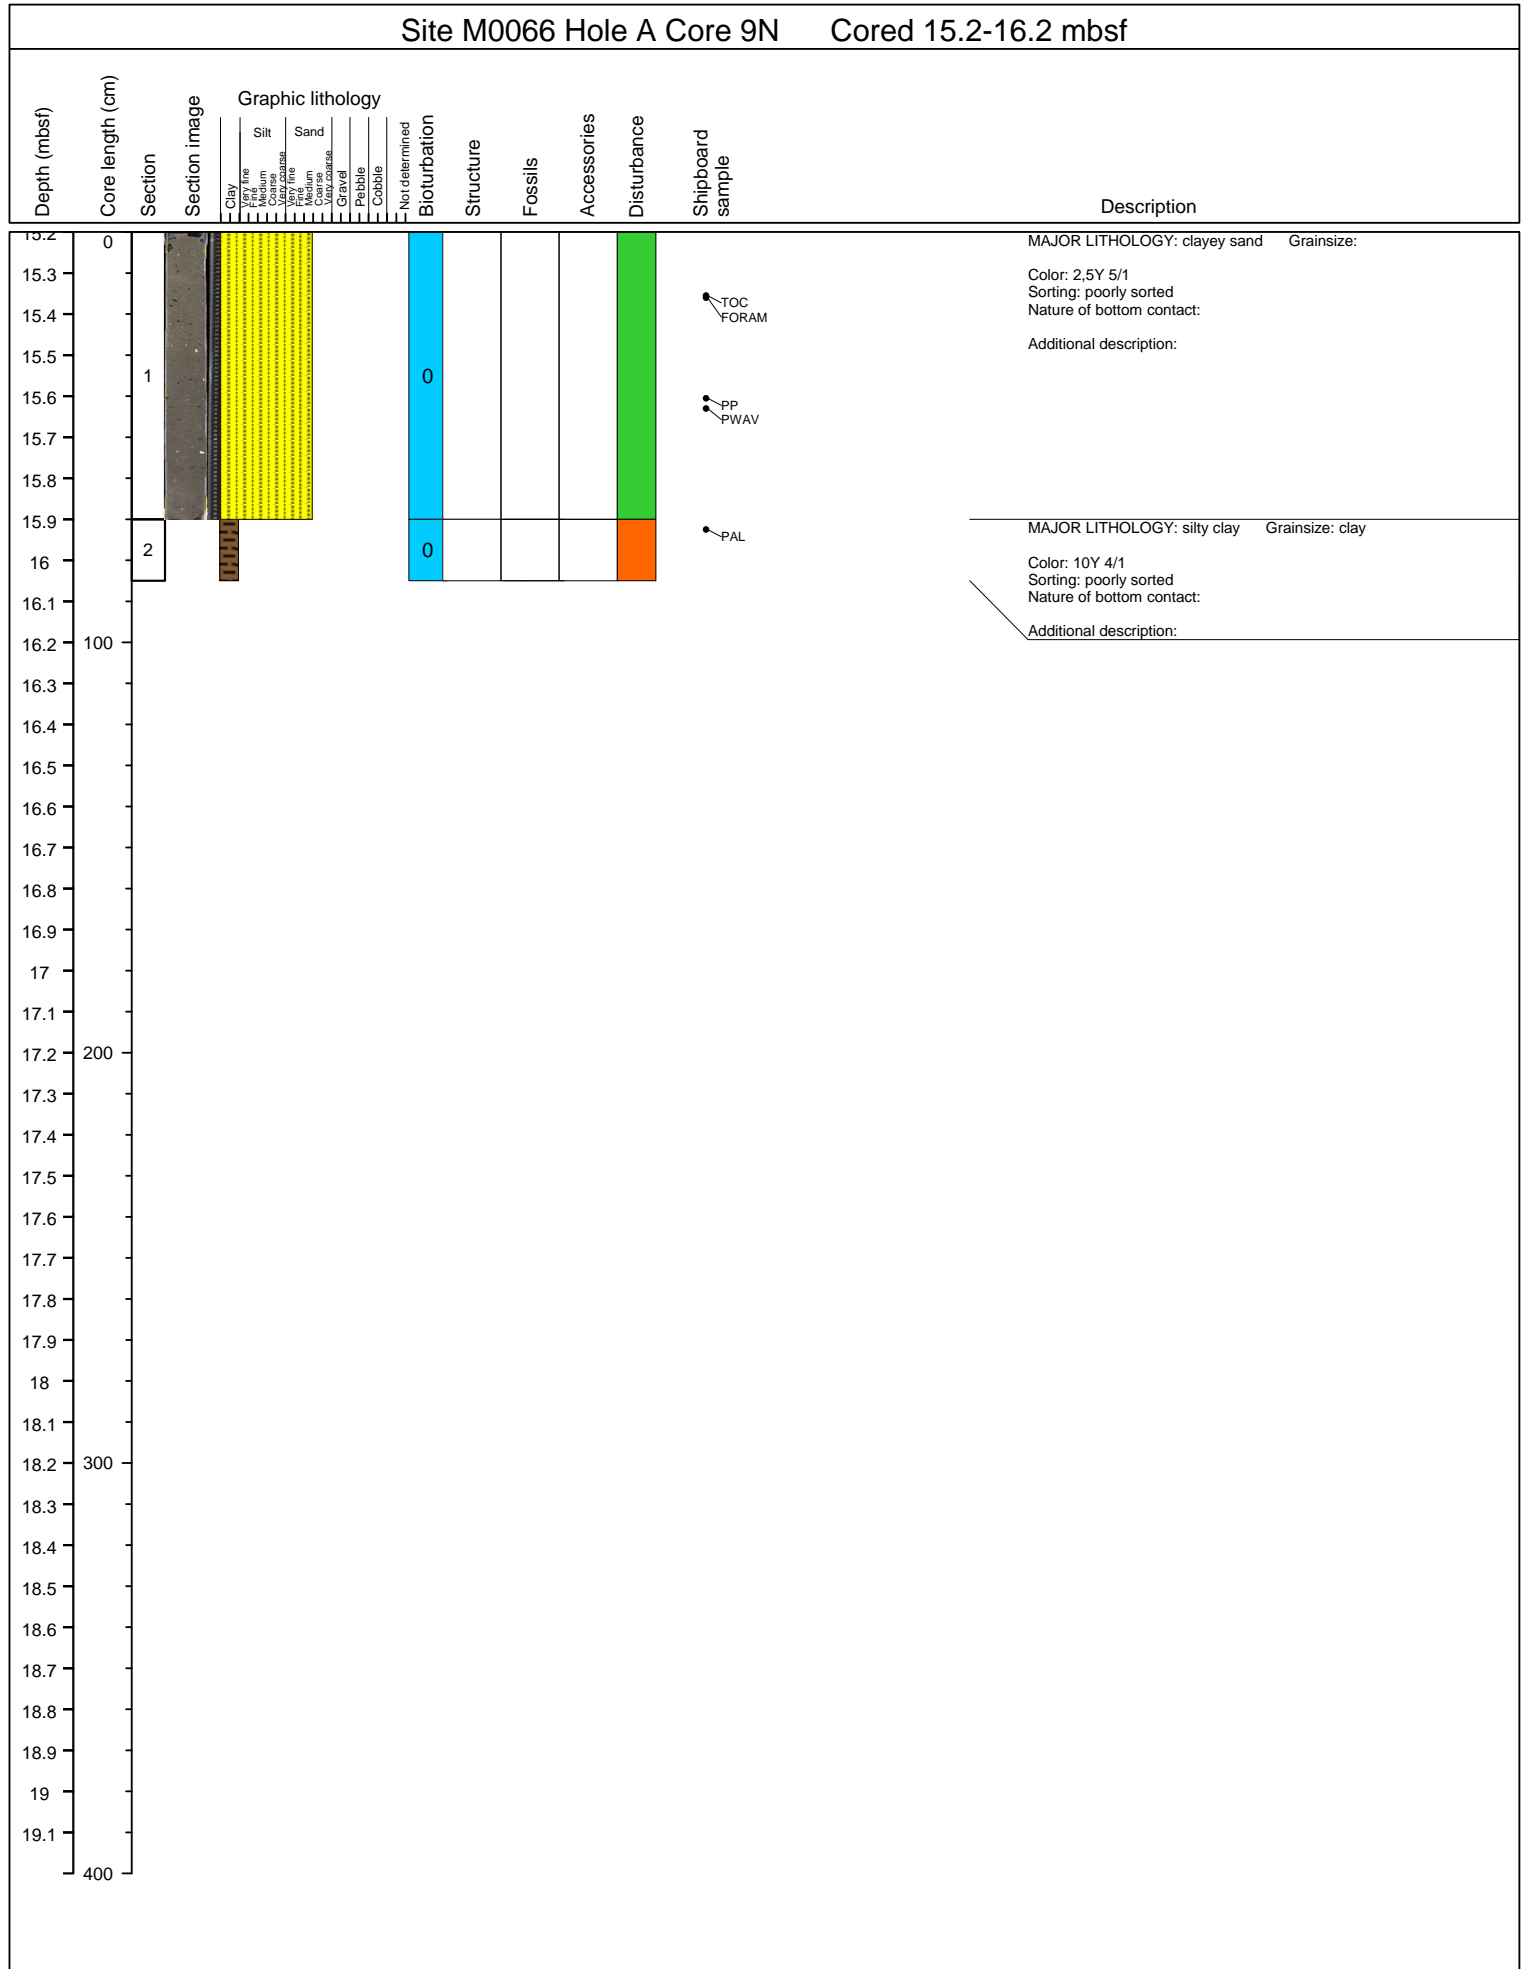 Site M0066 Hole A Core 9N Cored 15.2-16.2 mbsf
Depth (mbsf)
Core length (cm)
Section
Section image
Graphic lithology
Clay
Silt
Very fine
Fine
Medium
Coarse
Very coarse
Sand
Very fine
Fine
Medium
Coarse
Very coarse
Gravel
Pebble
Cobble
Not determined
Bioturbation
Structure
Fossils
Accessories
Disturbance
Shipboard
sample
Description
15.2
15.3
15.4
15.5
15.6
15.7
15.8
15.9
16
16.1
16.2
16.3
16.4
16.5
16.6
16.7
16.8
16.9
17
17.1
17.2
17.3
17.4
17.5
17.6
17.7
17.8
17.9
18
18.1
18.2
18.3
18.4
18.5
18.6
18.7
18.8
18.9
19
19.1
0
100
200
300
400
1
2
0
0
TOC
FORAM
PP
PWAV
PAL
MAJOR LITHOLOGY: clayey sand Grainsize:
Color: 2,5Y 5/1
Sorting: poorly sorted
Nature of bottom contact:
Additional description:
MAJOR LITHOLOGY: silty clay Grainsize: clay
Color: 10Y 4/1
Sorting: poorly sorted
Nature of bottom contact:
Additional description: